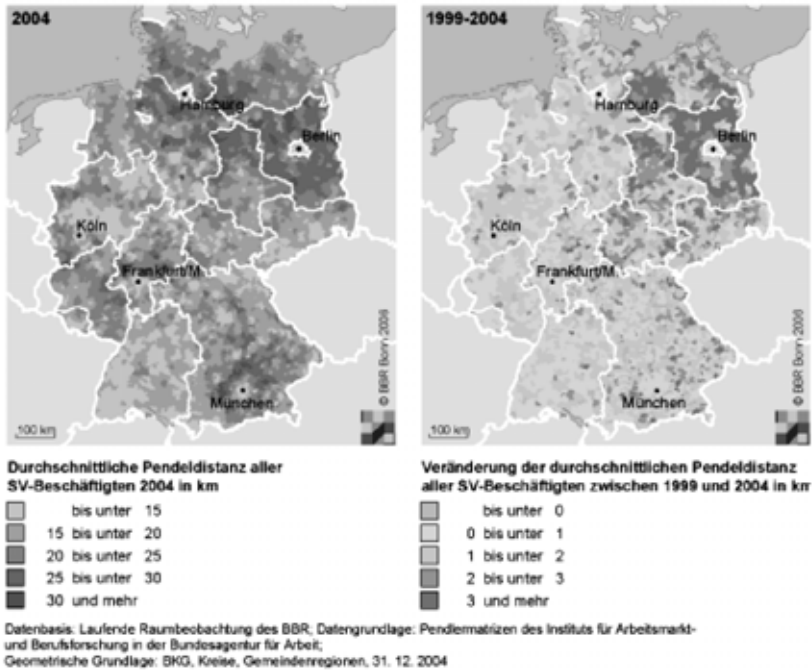 2004
Hamburg
Berlin
Köln
Frankfurt/M.
München
100 km
© BBR Bonn 2006
Durchschnittliche Pendeldistanz aller
SV-Beschäftigten 2004 in km
bis unter 15
15 bis unter 20
20 bis unter 25
25 bis unter 30
30 und mehr
1999-2004
Hamburg
Berlin
Köln
Frankfurt/M.
München
100 km
© BBR Bonn 2006
Veränderung der durchschnittlichen Pendeldistanz
aller SV-Beschäftigten zwischen 1999 und 2004 in km
bis unter 0
0 bis unter 1
1 bis unter 2
2 bis unter 3
3 und mehr
Datenbasis: Laufende Raumbeobachtung des BBR; Datengrundlage: Pendlermatrizen des Instituts für Arbeitsmarkt-
und Berufsforschung in der Bundesagentur für Arbeit;
Geometrische Grundlage: BKG, Kreise, Gemeindenregionen, 31. 12. 2004